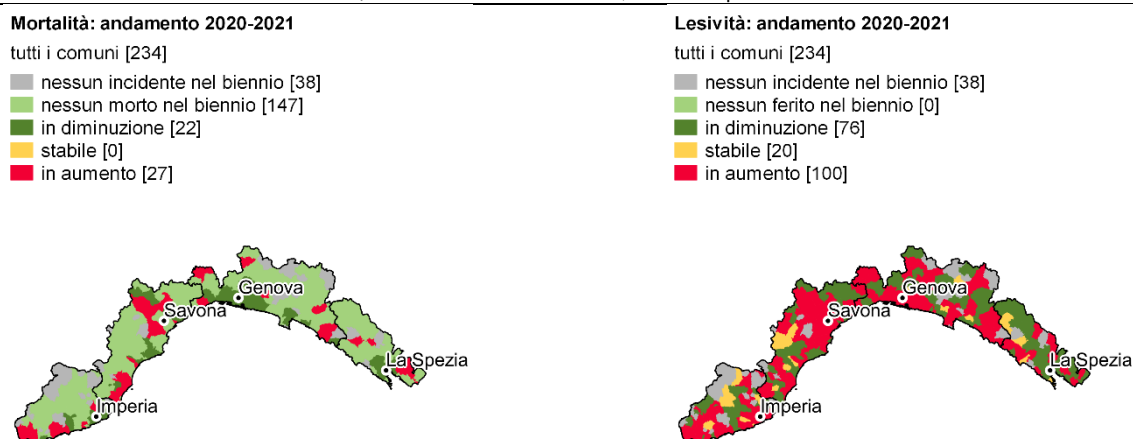 Mortalità: andamento 2020-2021
tutti i comuni [234]
nessun incidente nel biennio [38]
nessun morto nel biennio [147]
in diminuzione [22]
stabile [0]
in aumento [27]
Genova
Savona
La Spezia
Imperia
Lesività: andamento 2020-2021
tutti i comuni [234]
nessun incidente nel biennio [38]
nessun ferito nel biennio [0]
in diminuzione [76]
stabile [20]
in aumento [100]
Genova
Savona
La Spezia
Imperia